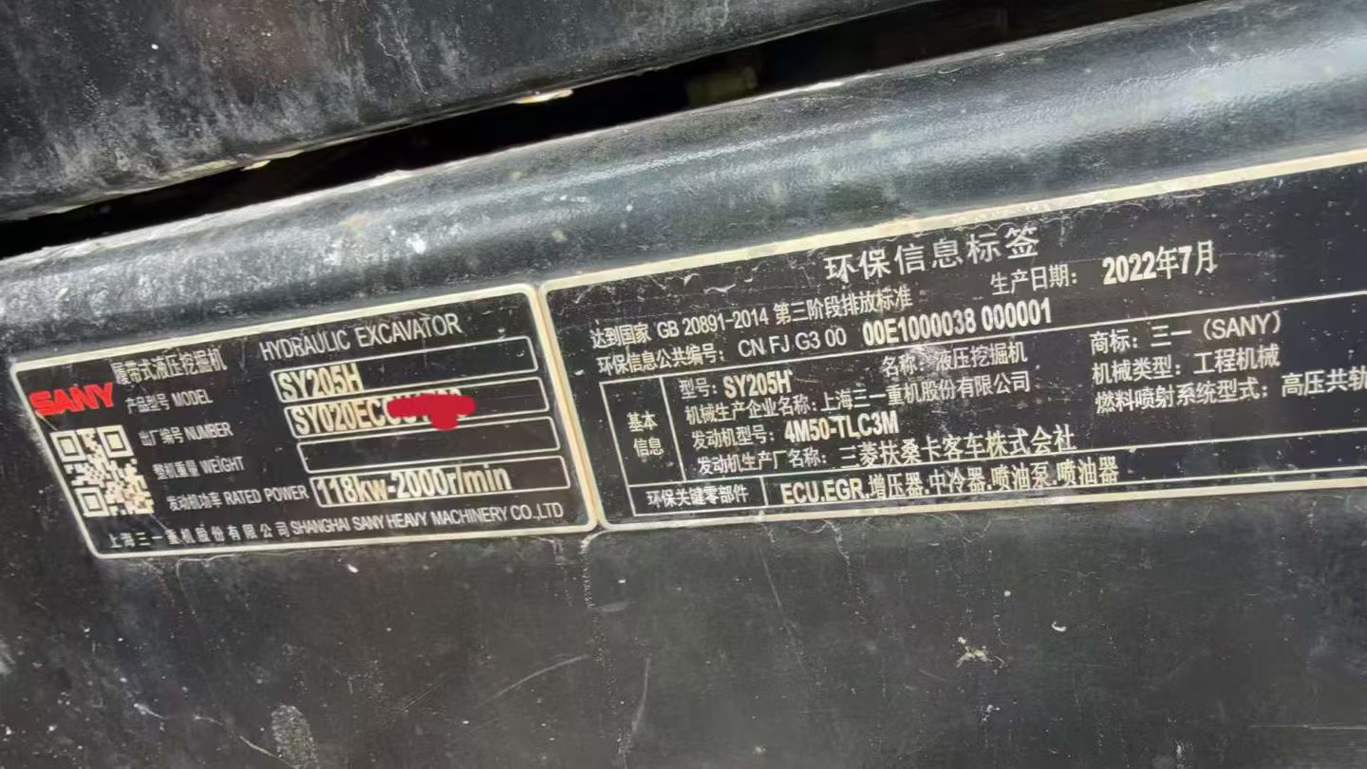 SANY
履带式液压挖掘机 HYDRAULIC EXCAVATOR
产品型号 MODEL SY205H
出厂编号 NUMBER SY020ECC
整机重量 WEIGHT
发动机功率 RATED POWER 118kw-2000r/min
上海三一重机股份有限公司 SHANGHAI SANY HEAVY MACHINERY CO.,LTD
环保信息标签
达到国家 GB 20891-2014 第三阶段排放标准 生产日期： 2022年7月
环保信息公共编号： CN FJ G3 00 00E1000038 000001
基本信息
型号： SY205H 名称：液压挖掘机 商标：三一（SANY）
机械生产企业名称：上海三一重机股份有限公司 机械类型：工程机械
发动机型号： 4M50-TLC3M 燃料喷射系统型式：高压共轨
发动机生产厂名称：三菱扶桑卡客车株式会社
环保关键零部件 ECU.EGR.增压器.中冷器.喷油泵.喷油器